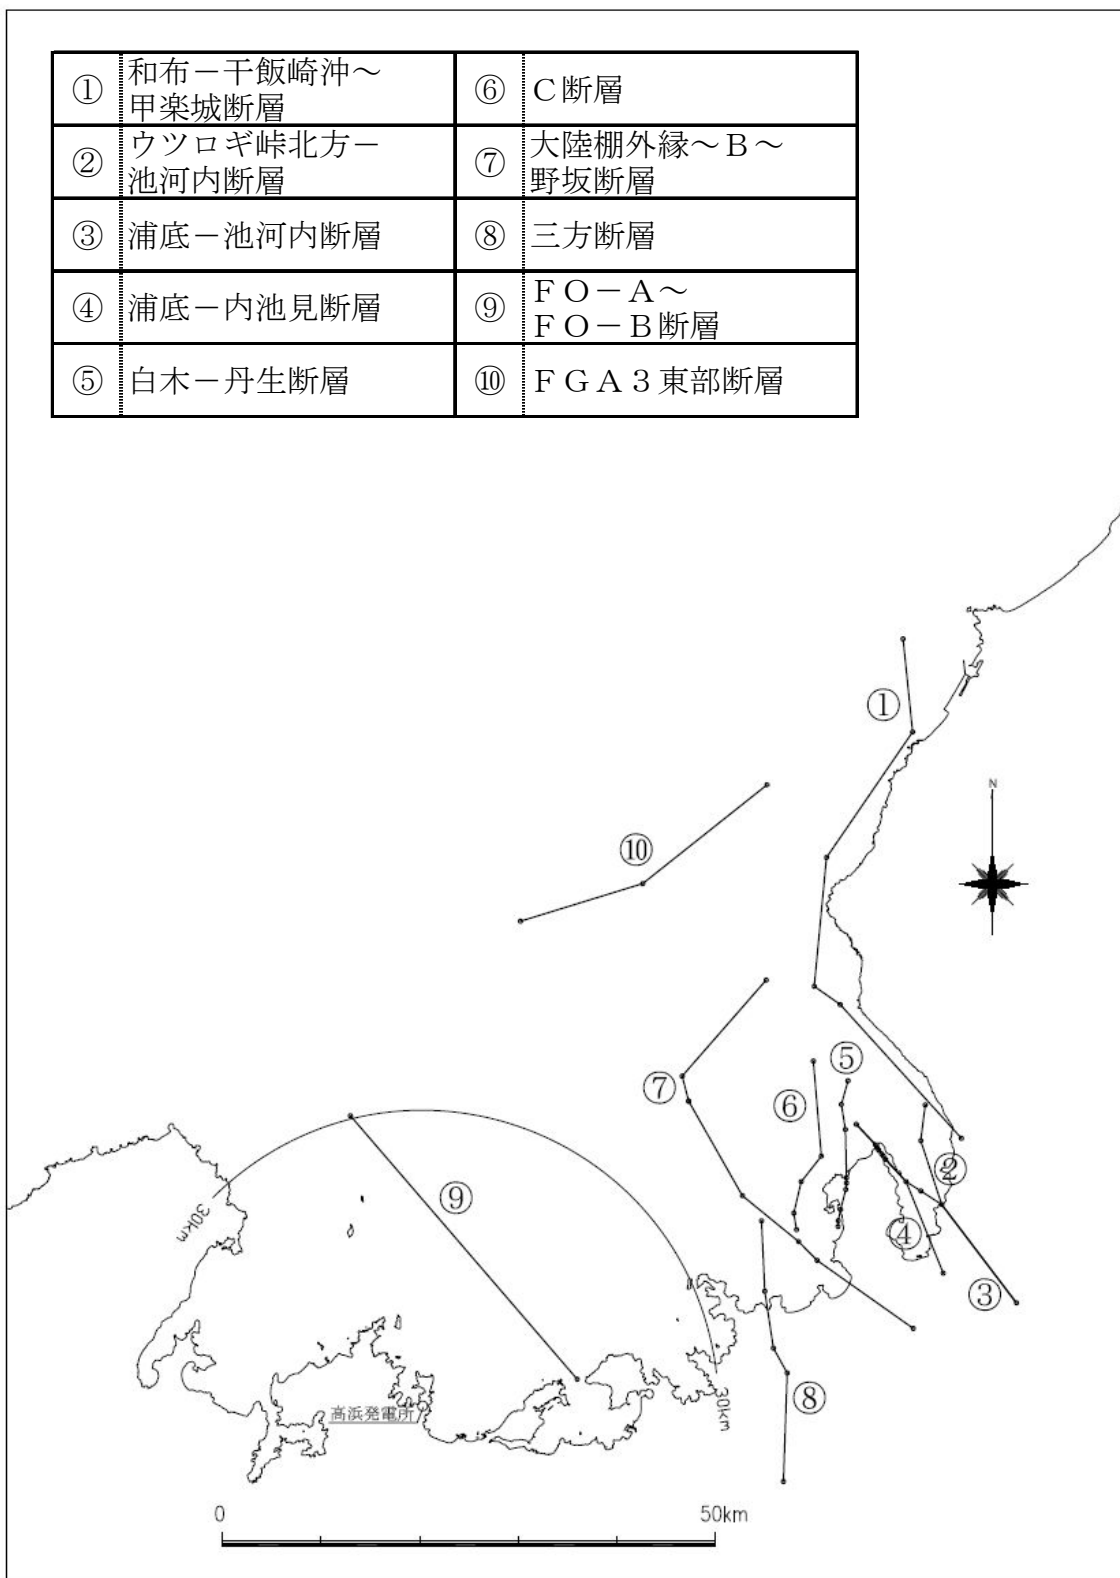 ① 和布－干飯崎沖～
甲楽城断層
⑥ Ｃ断層
② ウツロギ峠北方－
池河内断層
⑦ 大陸棚外縁～Ｂ～
野坂断層
③ 浦底－池河内断層
⑧ 三方断層
④ 浦底－内池見断層
⑨ ＦＯ－Ａ～
ＦＯ－Ｂ断層
⑤ 白木－丹生断層
⑩ ＦＧＡ３東部断層
①
N
⑩
⑤
⑦
⑥
②
⑨
30km
④
③
⑧
30km
高浜発電所
0
50km